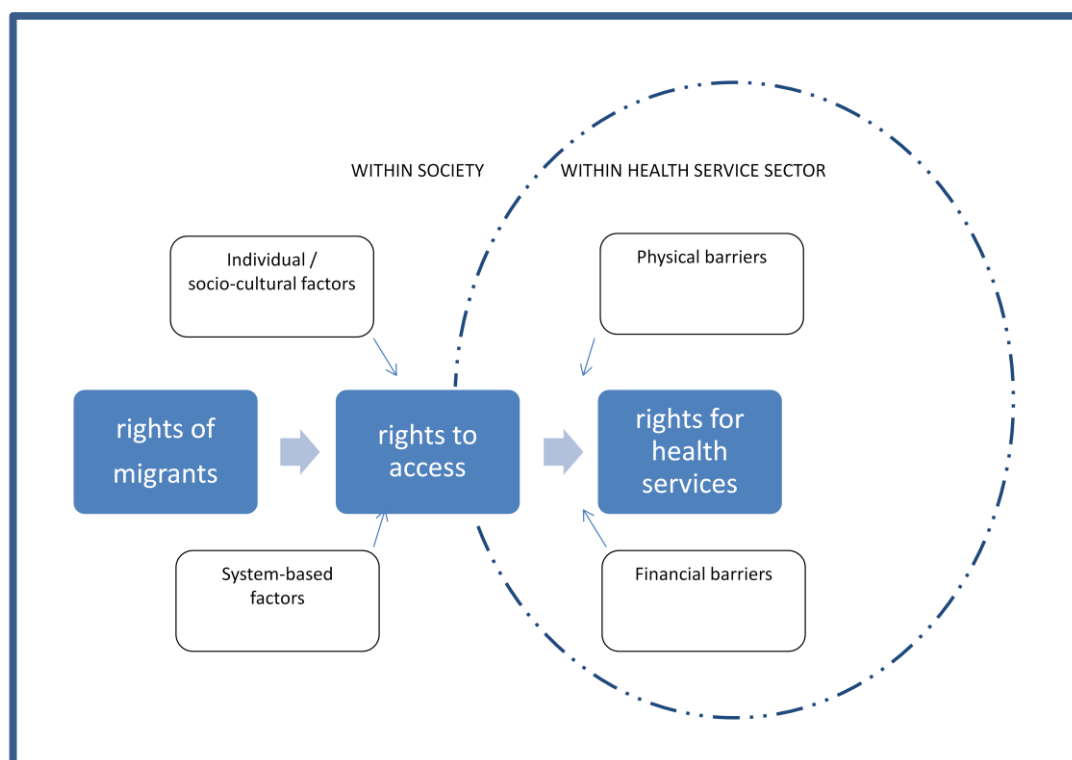 WITHIN SOCIETY
WITHIN HEALTH SERVICE SECTOR
Individual /
socio-cultural factors
Physical barriers
rights of
migrants
rights to
access
rights for
health
services
System-based
factors
Financial barriers